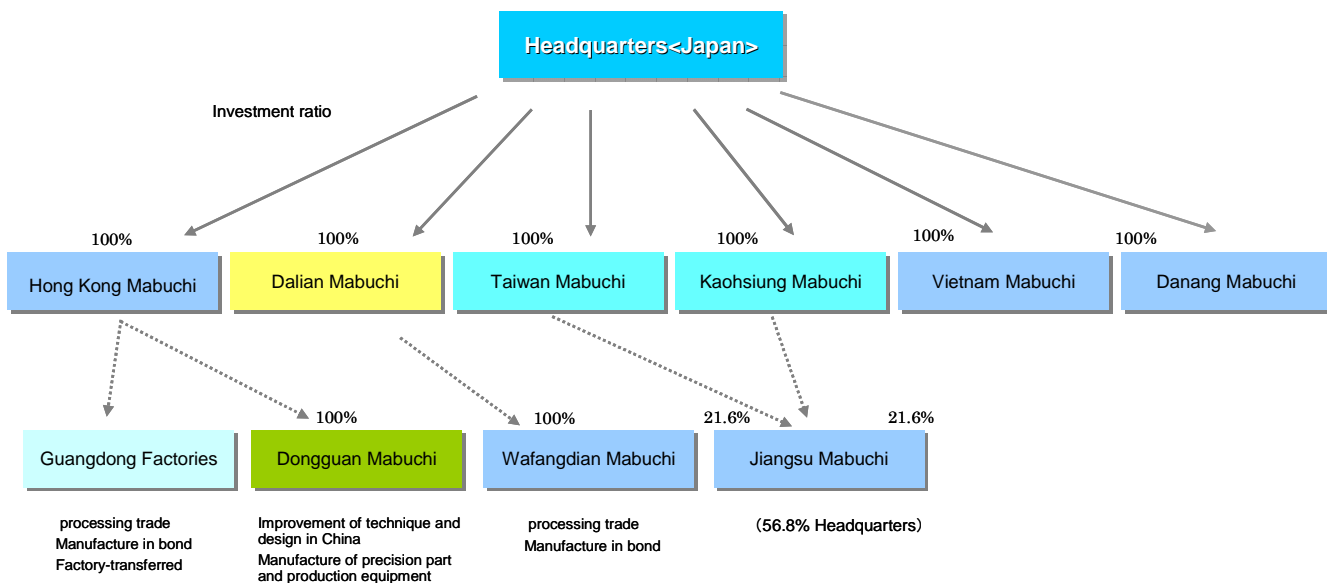 Headquarters<Japan>
Investment ratio
100%
100%
100%
100%
100%
100%
Hong Kong Mabuchi
Dalian Mabuchi
Taiwan Mabuchi
Kaohsiung Mabuchi
Vietnam Mabuchi
Danang Mabuchi
100%
100%
21.6%
21.6%
Guangdong Factories
Dongguan Mabuchi
Wafangdian Mabuchi
Jiangsu Mabuchi
processing trade
Manufacture in bond
Factory-transferred
Improvement of technique and
design in China
Manufacture of precision part
and production equipment
processing trade
Manufacture in bond
(56.8% Headquarters)